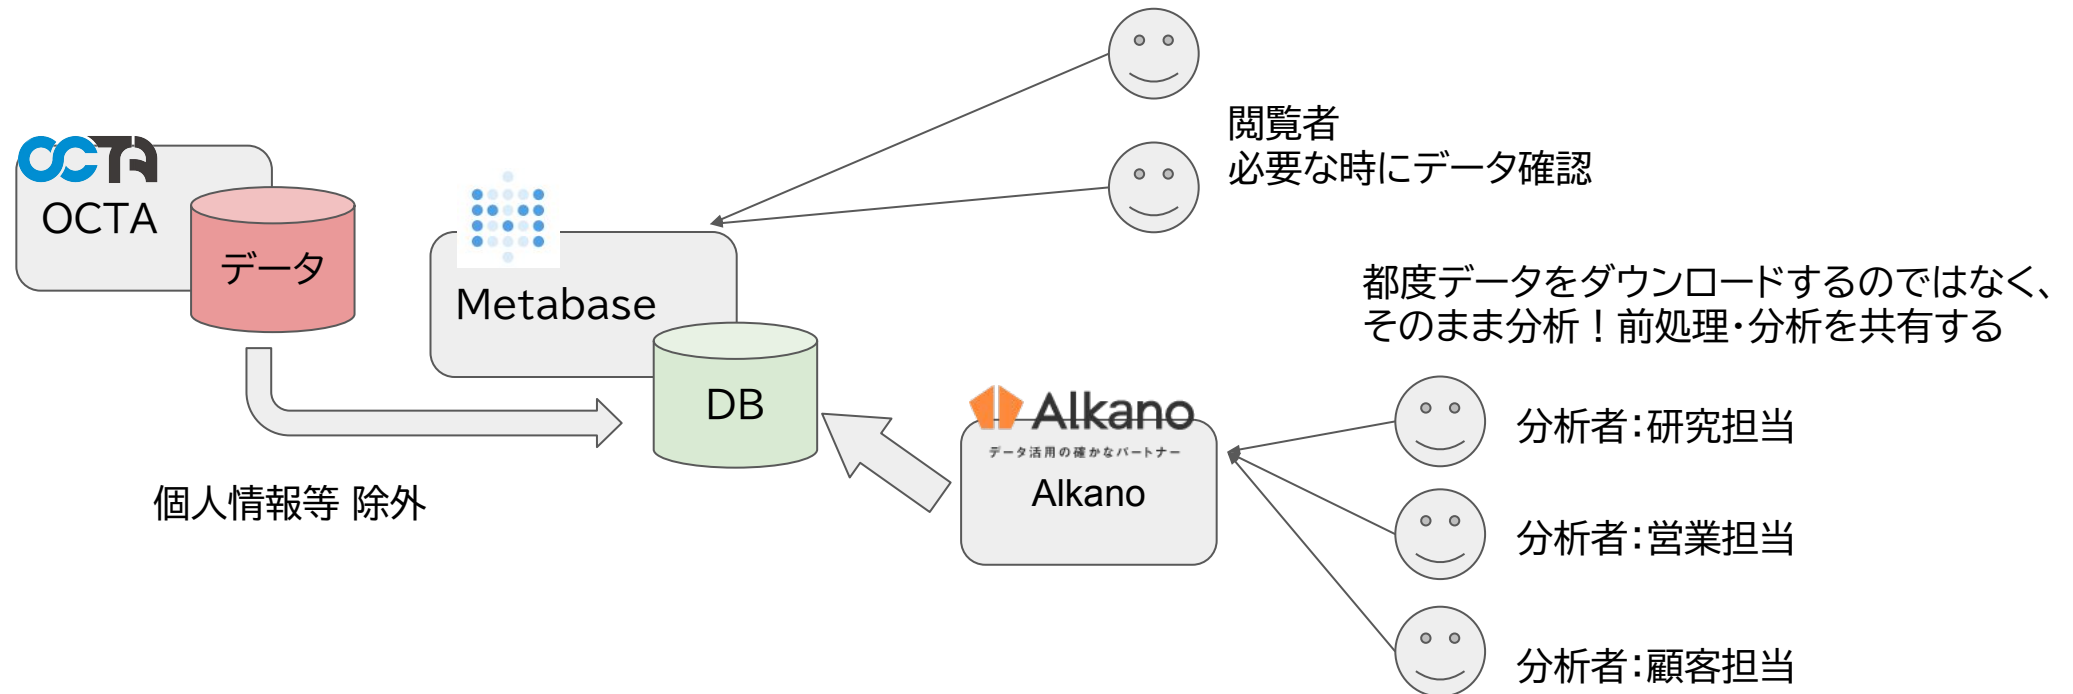 OCTA
OCTA
データ
Metabase
DB
個人情報等 除外
閲覧者
必要な時にデータ確認
都度データをダウンロードするのではなく、
そのまま分析！前処理・分析を共有する
Alkano
データ活用の確かなパートナー
Alkano
分析者：研究担当
分析者：営業担当
分析者：顧客担当